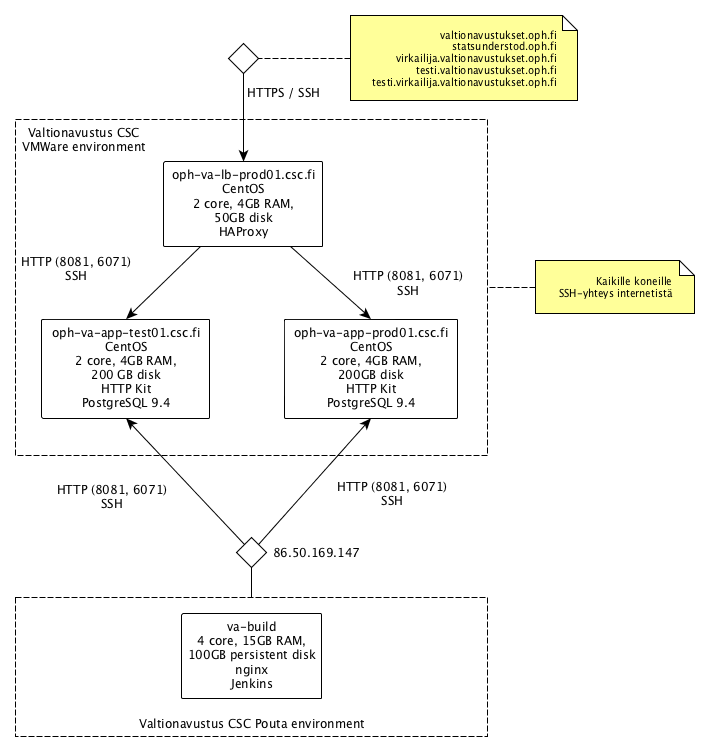 valtionavustukset.oph.fi
statsunderstod.oph.fi
virkailija.valtionavustukset.oph.fi
testi.valtionavustukset.oph.fi
testi.virkailija.valtionavustukset.oph.fi
HTTPS / SSH
Valtionavustus CSC
VMWare environment
oph-va-lb-prod01.csc.fi
CentOS
2 core, 4GB RAM,
50GB disk
HAProxy
HTTP (8081, 6071)
SSH
HTTP (8081, 6071)
SSH
Kaikille koneille
SSH-yhteys internetistä
oph-va-app-test01.csc.fi
CentOS
2 core, 4GB RAM,
200 GB disk
HTTP Kit
PostgreSQL 9.4
oph-va-app-prod01.csc.fi
CentOS
2 core, 4GB RAM,
200GB disk
HTTP Kit
PostgreSQL 9.4
HTTP (8081, 6071)
SSH
HTTP (8081, 6071)
SSH
86.50.169.147
va-build
4 core, 15GB RAM,
100GB persistent disk
nginx
Jenkins
Valtionavustus CSC Pouta environment